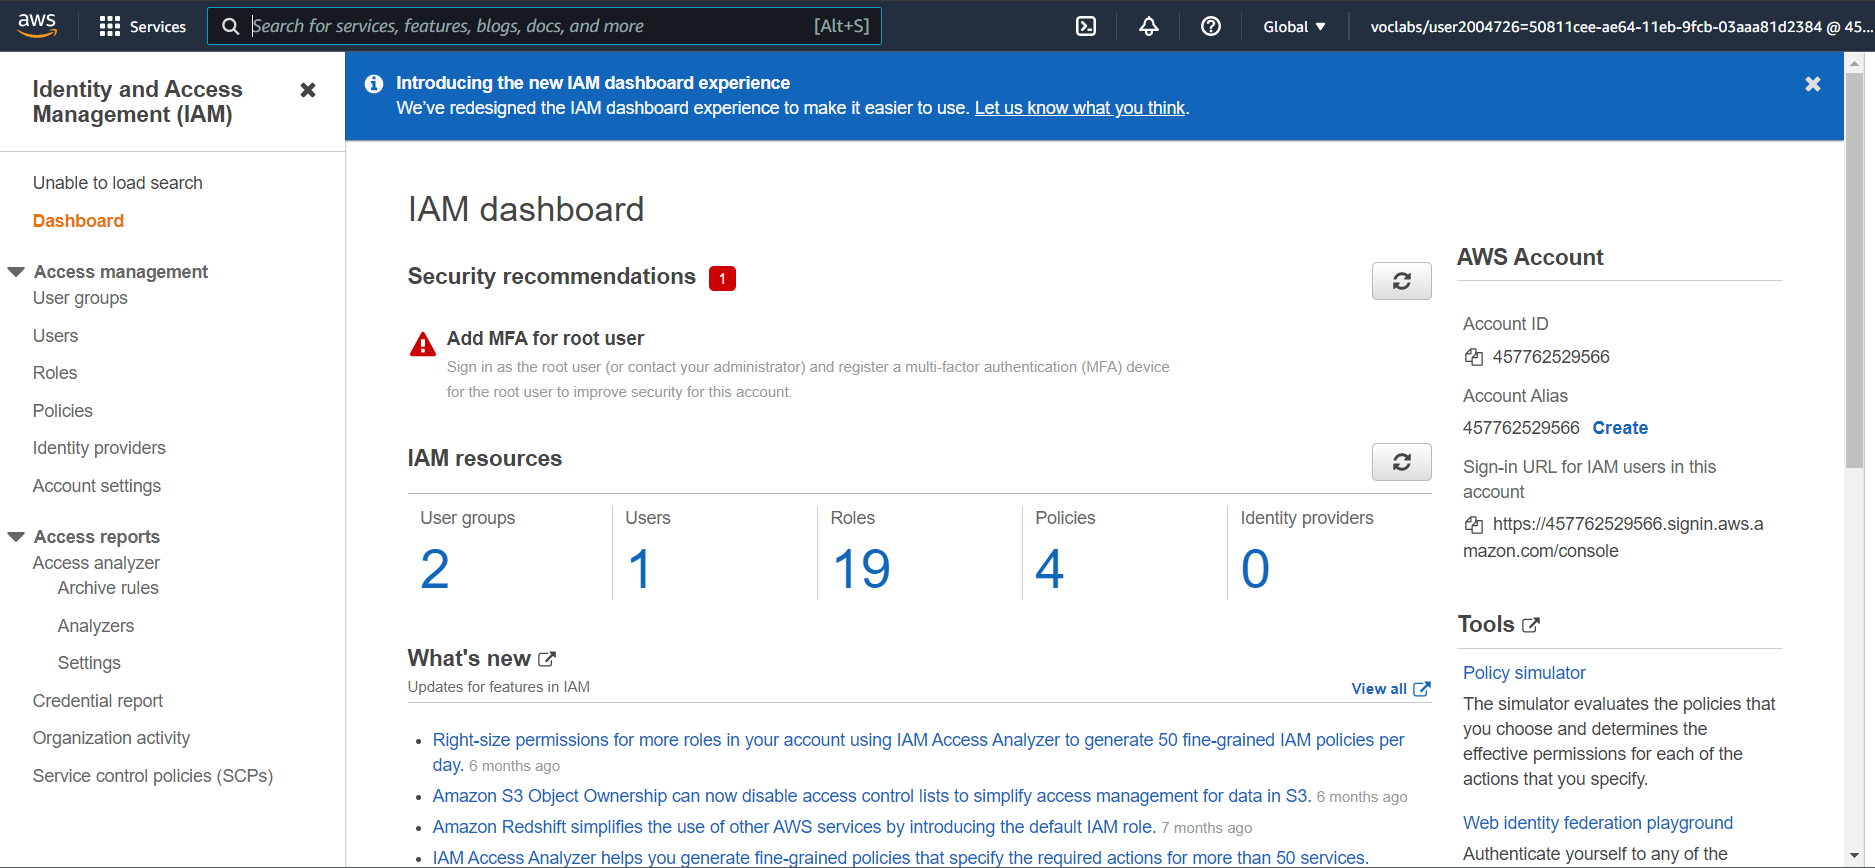 aws
Services
Search for services, features, blogs, docs, and more
[Alt+S]
Global ▼
voclabs/user2004726=50811cee-ae64-11eb-9fcb-03aaa81d2384 @ 45...
Identity and Access
Management (IAM)
Unable to load search
Dashboard
Access management
User groups
Users
Roles
Policies
Identity providers
Account settings
Access reports
Access analyzer
Archive rules
Analyzers
Settings
Credential report
Organization activity
Service control policies (SCPs)
Introducing the new IAM dashboard experience
We've redesigned the IAM dashboard experience to make it easier to use. Let us know what you think.
IAM dashboard
Security recommendations 1
Add MFA for root user
Sign in as the root user (or contact your administrator) and register a multi-factor authentication (MFA) device
for the root user to improve security for this account.
IAM resources
User groups
2
Users
1
Roles
19
Policies
4
Identity providers
0
What's new
Updates for features in IAM
View all
• Right-size permissions for more roles in your account using IAM Access Analyzer to generate 50 fine-grained IAM policies per
day. 6 months ago
• Amazon S3 Object Ownership can now disable access control lists to simplify access management for data in S3. 6 months ago
• Amazon Redshift simplifies the use of other AWS services by introducing the default IAM role. 7 months ago
• IAM Access Analyzer helps you generate fine-grained policies that specify the required actions for more than 50 services.
AWS Account
Account ID
457762529566
Account Alias
457762529566 Create
Sign-in URL for IAM users in this
account
https://457762529566.signin.aws.a
mazon.com/console
Tools
Policy simulator
The simulator evaluates the policies that
you choose and determines the
effective permissions for each of the
actions that you specify.
Web identity federation playground
Authenticate yourself to any of the